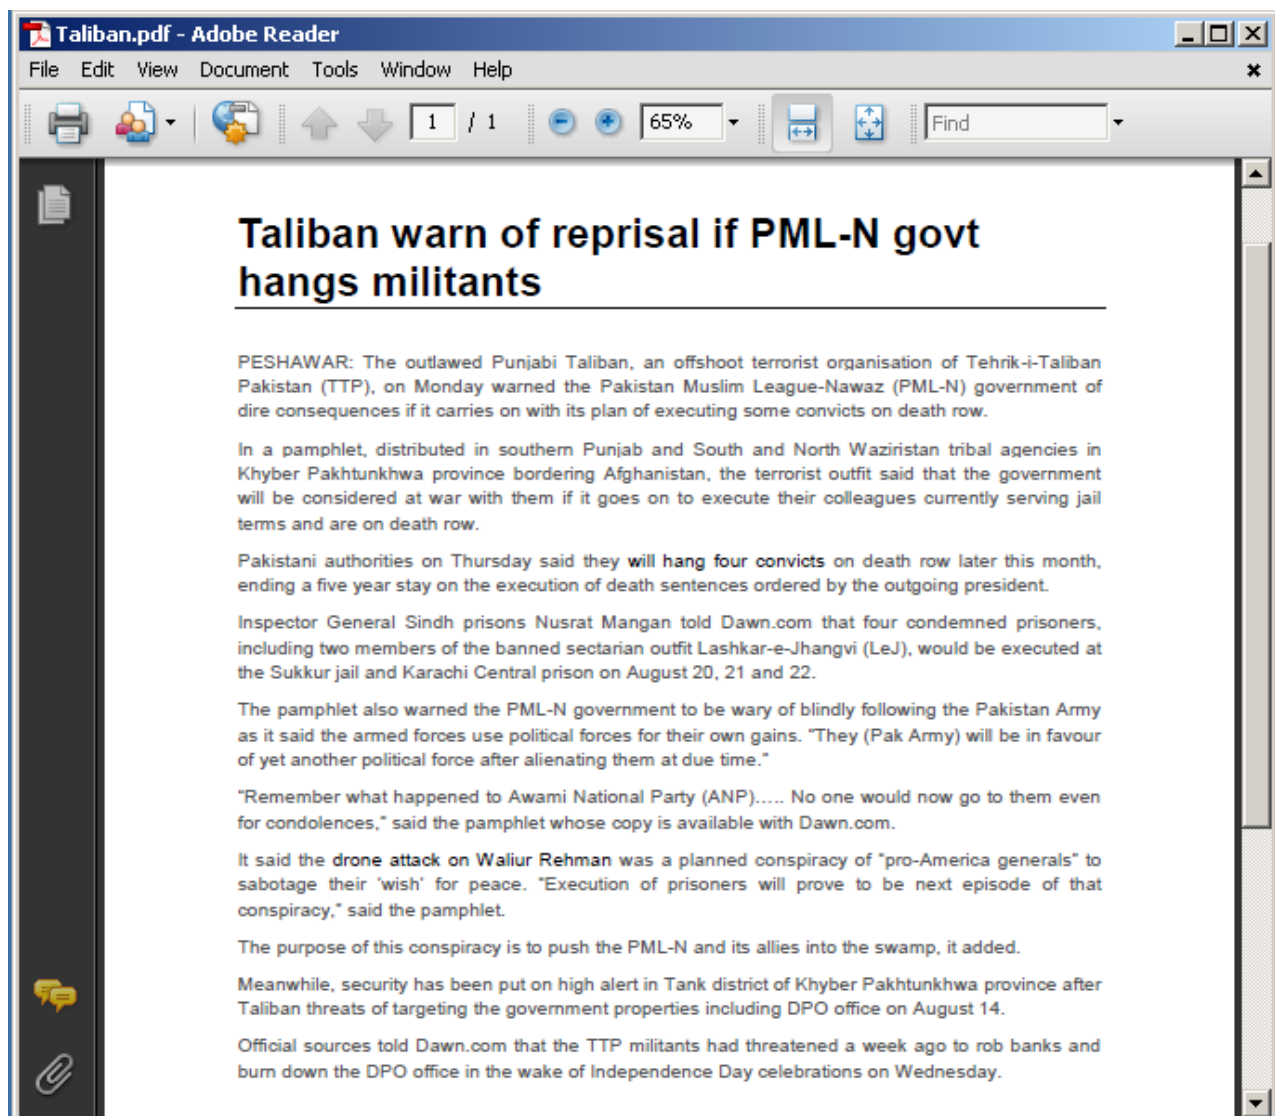 Taliban.pdf - Adobe Reader
File Edit View Document Tools Window Help
1 / 1 65% Find
Taliban warn of reprisal if PML-N govt
hangs militants
PESHAWAR: The outlawed Punjabi Taliban, an offshoot terrorist organisation of Tehrik-i-Taliban
Pakistan (TTP), on Monday warned the Pakistan Muslim League-Nawaz (PML-N) government of
dire consequences if it carries on with its plan of executing some convicts on death row.
In a pamphlet, distributed in southern Punjab and South and North Waziristan tribal agencies in
Khyber Pakhtunkhwa province bordering Afghanistan, the terrorist outfit said that the government
will be considered at war with them if it goes on to execute their colleagues currently serving jail
terms and are on death row.
Pakistani authorities on Thursday said they will hang four convicts on death row later this month,
ending a five year stay on the execution of death sentences ordered by the outgoing president.
Inspector General Sindh prisons Nusrat Mangan told Dawn.com that four condemned prisoners,
including two members of the banned sectarian outfit Lashkar-e-Jhangvi (LeJ), would be executed at
the Sukkur jail and Karachi Central prison on August 20, 21 and 22.
The pamphlet also warned the PML-N government to be wary of blindly following the Pakistan Army
as it said the armed forces use political forces for their own gains. "They (Pak Army) will be in favour
of yet another political force after alienating them at due time."
"Remember what happened to Awami National Party (ANP)..... No one would now go to them even
for condolences," said the pamphlet whose copy is available with Dawn.com.
It said the drone attack on Waliur Rehman was a planned conspiracy of "pro-America generals" to
sabotage their 'wish' for peace. "Execution of prisoners will prove to be next episode of that
conspiracy," said the pamphlet.
The purpose of this conspiracy is to push the PML-N and its allies into the swamp, it added.
Meanwhile, security has been put on high alert in Tank district of Khyber Pakhtunkhwa province after
Taliban threats of targeting the government properties including DPO office on August 14.
Official sources told Dawn.com that the TTP militants had threatened a week ago to rob banks and
burn down the DPO office in the wake of Independence Day celebrations on Wednesday.